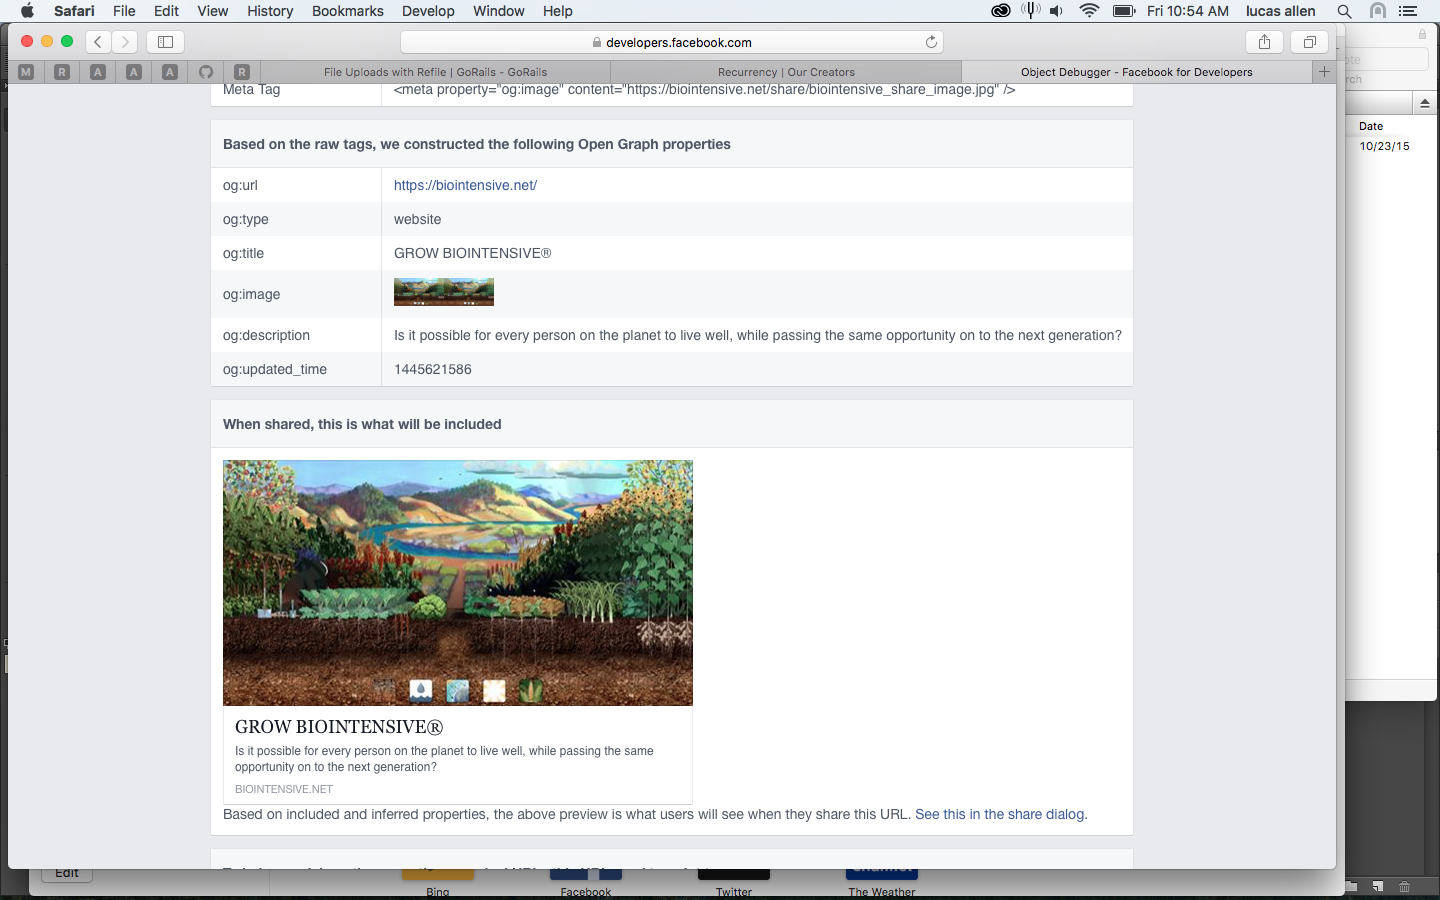 Safari File Edit View History Bookmarks Develop Window Help Fri 10:54 AM lucas allen
developers.facebook.com
M R A A A R File Uploads with Refile | GoRails - GoRails Recurrency | Our Creators Object Debugger - Facebook for Developers
Meta Tag <meta property="og:image" content="https://biointensive.net/share/biointensive_share_image.jpg" />
Date
10/23/15
Based on the raw tags, we constructed the following Open Graph properties
og:url https://biointensive.net/
og:type website
og:title GROW BIOINTENSIVE®
og:image
og:description Is it possible for every person on the planet to live well, while passing the same opportunity on to the next generation?
og:updated_time 1445621586
When shared, this is what will be included
GROW BIOINTENSIVE®
Is it possible for every person on the planet to live well, while passing the same
opportunity on to the next generation?
BIOINTENSIVE.NET
Based on included and inferred properties, the above preview is what users will see when they share this URL. See this in the share dialog.
Edit
Bing Facebook Twitter The Weather